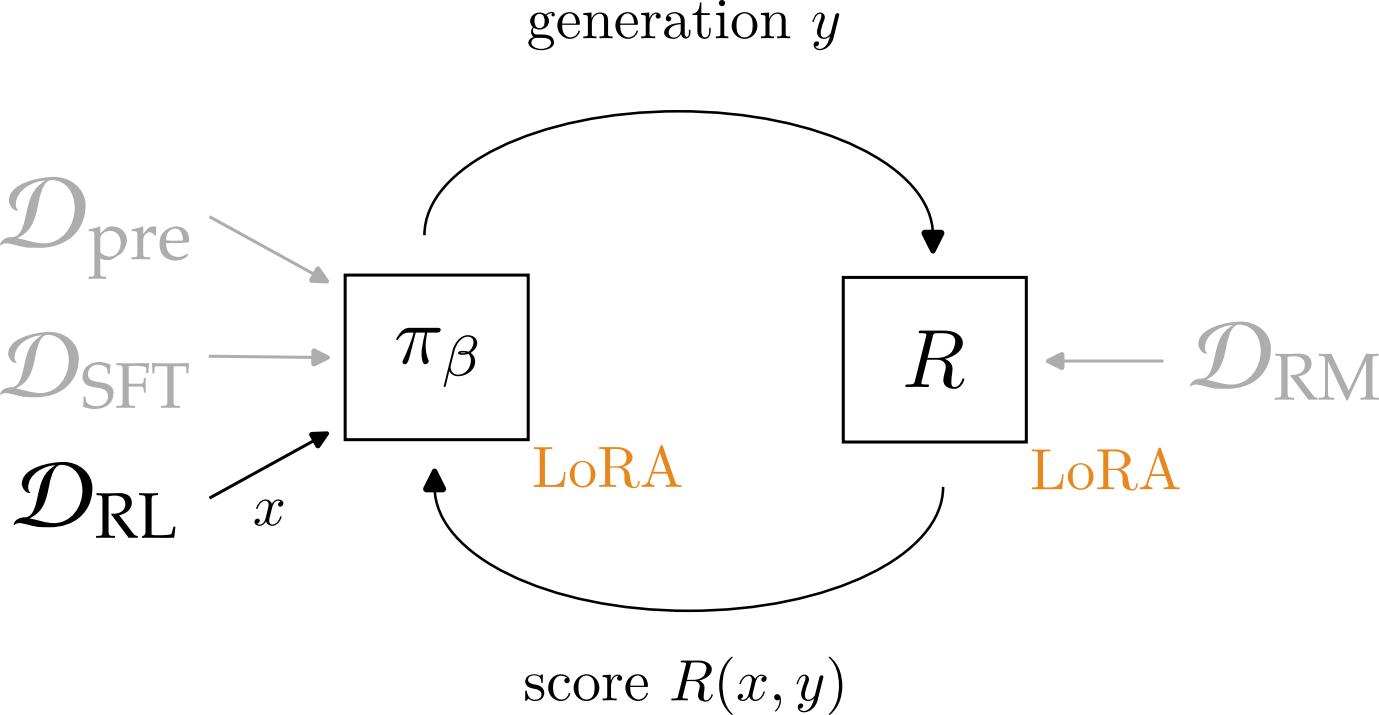 generation y
𝒟pre
π_β
R
𝒟SFT
𝒟RM
LoRA
LoRA
𝒟RL
x
score R(x, y)